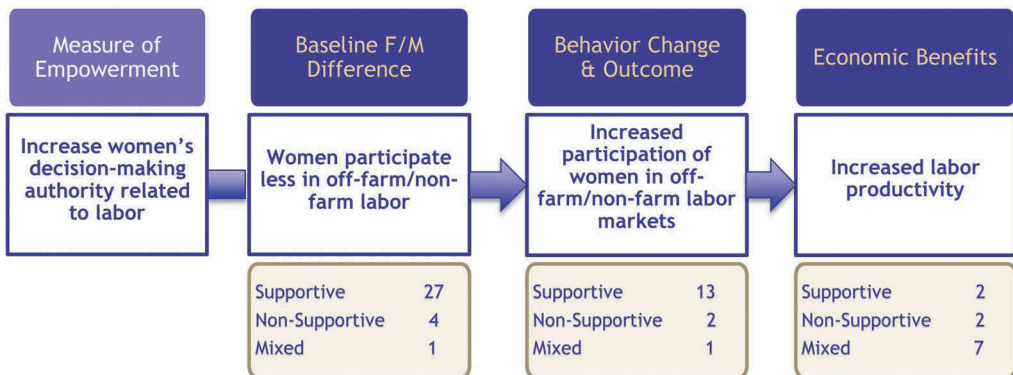 Measure of
Empowerment
Baseline F/M
Difference
Behavior Change
& Outcome
Economic Benefits
Increase women's
decision-making
authority related
to labor
Women participate
less in off-farm/non-
farm labor
Increased
participation of
women in off-
farm/non-farm labor
markets
Increased labor
productivity
Supportive 27
Non-Supportive 4
Mixed 1
Supportive 13
Non-Supportive 2
Mixed 1
Supportive 2
Non-Supportive 2
Mixed 7